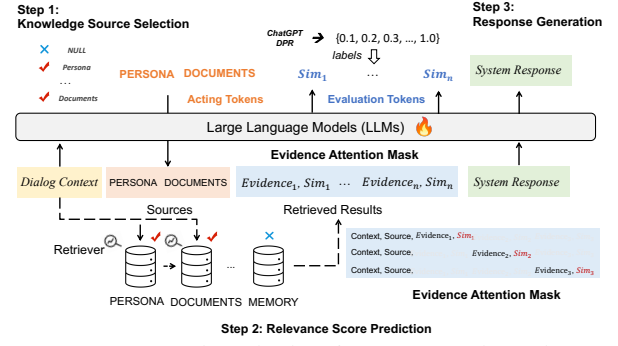 Step 1:
Knowledge Source Selection
NULL
Persona
...
Documents
PERSONA DOCUMENTS
Acting Tokens
ChatGPT
DPR
{0.1, 0.2, 0.3, ..., 1.0}
labels
Sim₁ ... Simₙ
Evaluation Tokens
Step 3:
Response Generation
System Response
Large Language Models (LLMs)
Evidence Attention Mask
Dialog Context
PERSONA DOCUMENTS
Evidence₁, Sim₁ ... Evidenceₙ, Simₙ
System Response
Sources
Retrieved Results
Retriever
...
PERSONA DOCUMENTS MEMORY
Context, Source, Evidence₁, Sim₁
Context, Source, Evidence₂, Sim₂
Context, Source, Evidence₃, Sim₃
Evidence Attention Mask
Step 2: Relevance Score Prediction